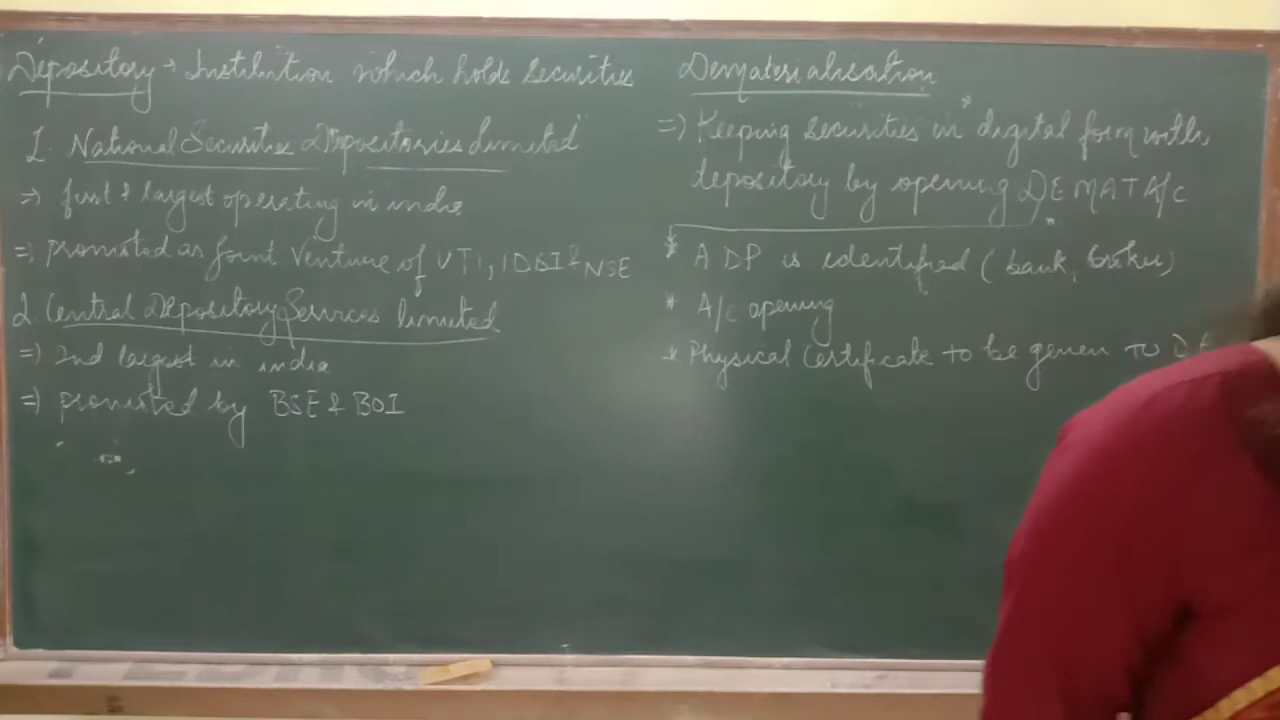 Depository → Institution which holds securities
1. National Securities Depositories Limited
=> first & largest operating in india
=> promoted as joint Venture of UTI, IDBI & NSE
2. Central Depository Services limited
=> 2nd largest in india
=> promoted by BSE & BOI
Dematerialisation
=> Keeping securities in digital form with
depository by opening DEMAT A/c
* A DP is identified (bank, broker)
* A/c opening
* Physical Certificate to be given TO